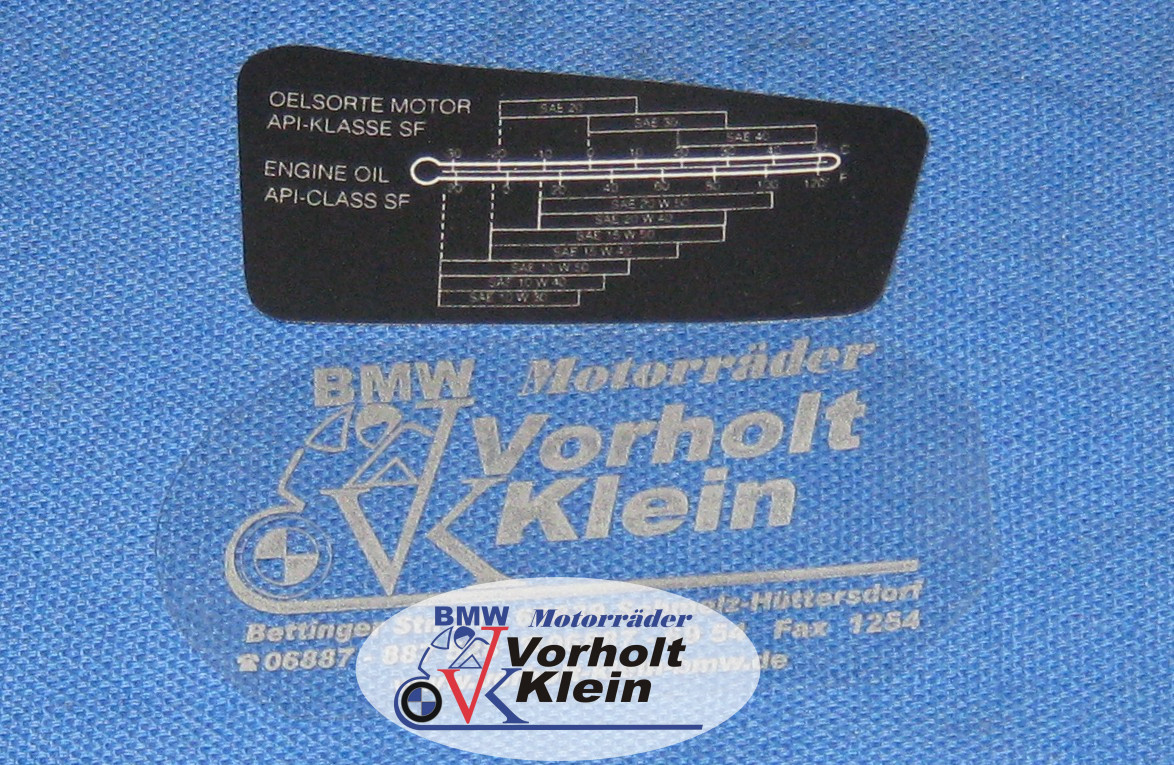 OELSORTE MOTOR
API-KLASSE SF
ENGINE OIL
API-CLASS SF
SAE 20
SAE 30
SAE 40
-30 -20 -10 0 10 20 30 40 50 C
-20 0 20 40 60 80 100 120 F
SAE 20 W 50
SAE 20 W 40
SAE 15 W 50
SAE 15 W 40
SAE 10 W 50
SAE 10 W 40
SAE 10 W 30
BMW Motorräder
Vorholt
Klein
Bettinger
Hüttersdorf
06887 - Fax 1254
BMW Motorräder
Vorholt
Klein